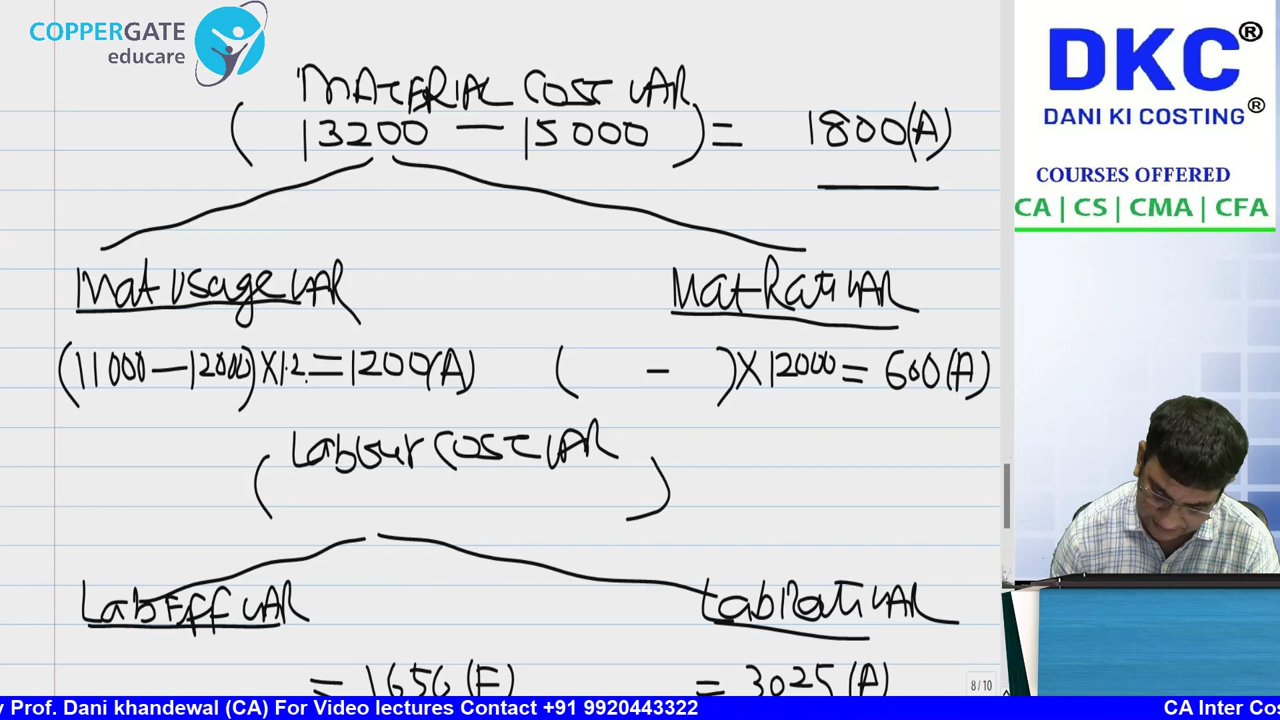 COPPERGATE
educare
DKC®
DANI KI COSTING®
COURSES OFFERED
CA | CS | CMA | CFA
MATERIAL COST VAR
( 13200 — 15000 ) = 1800(A)
Mat Usage VAR
Mat Rate VAR
(11000 — 12000) X 1.2 = 1200(A)
( - ) X 12000 = 600(A)
Labour Cost VAR
( )
Lab Eff VAR
Lab Rate VAR
= 1656(F)
= 3025(A)
8 / 10
y Prof. Dani khandewal (CA) For Video lectures Contact +91 9920443322
CA Inter Cos